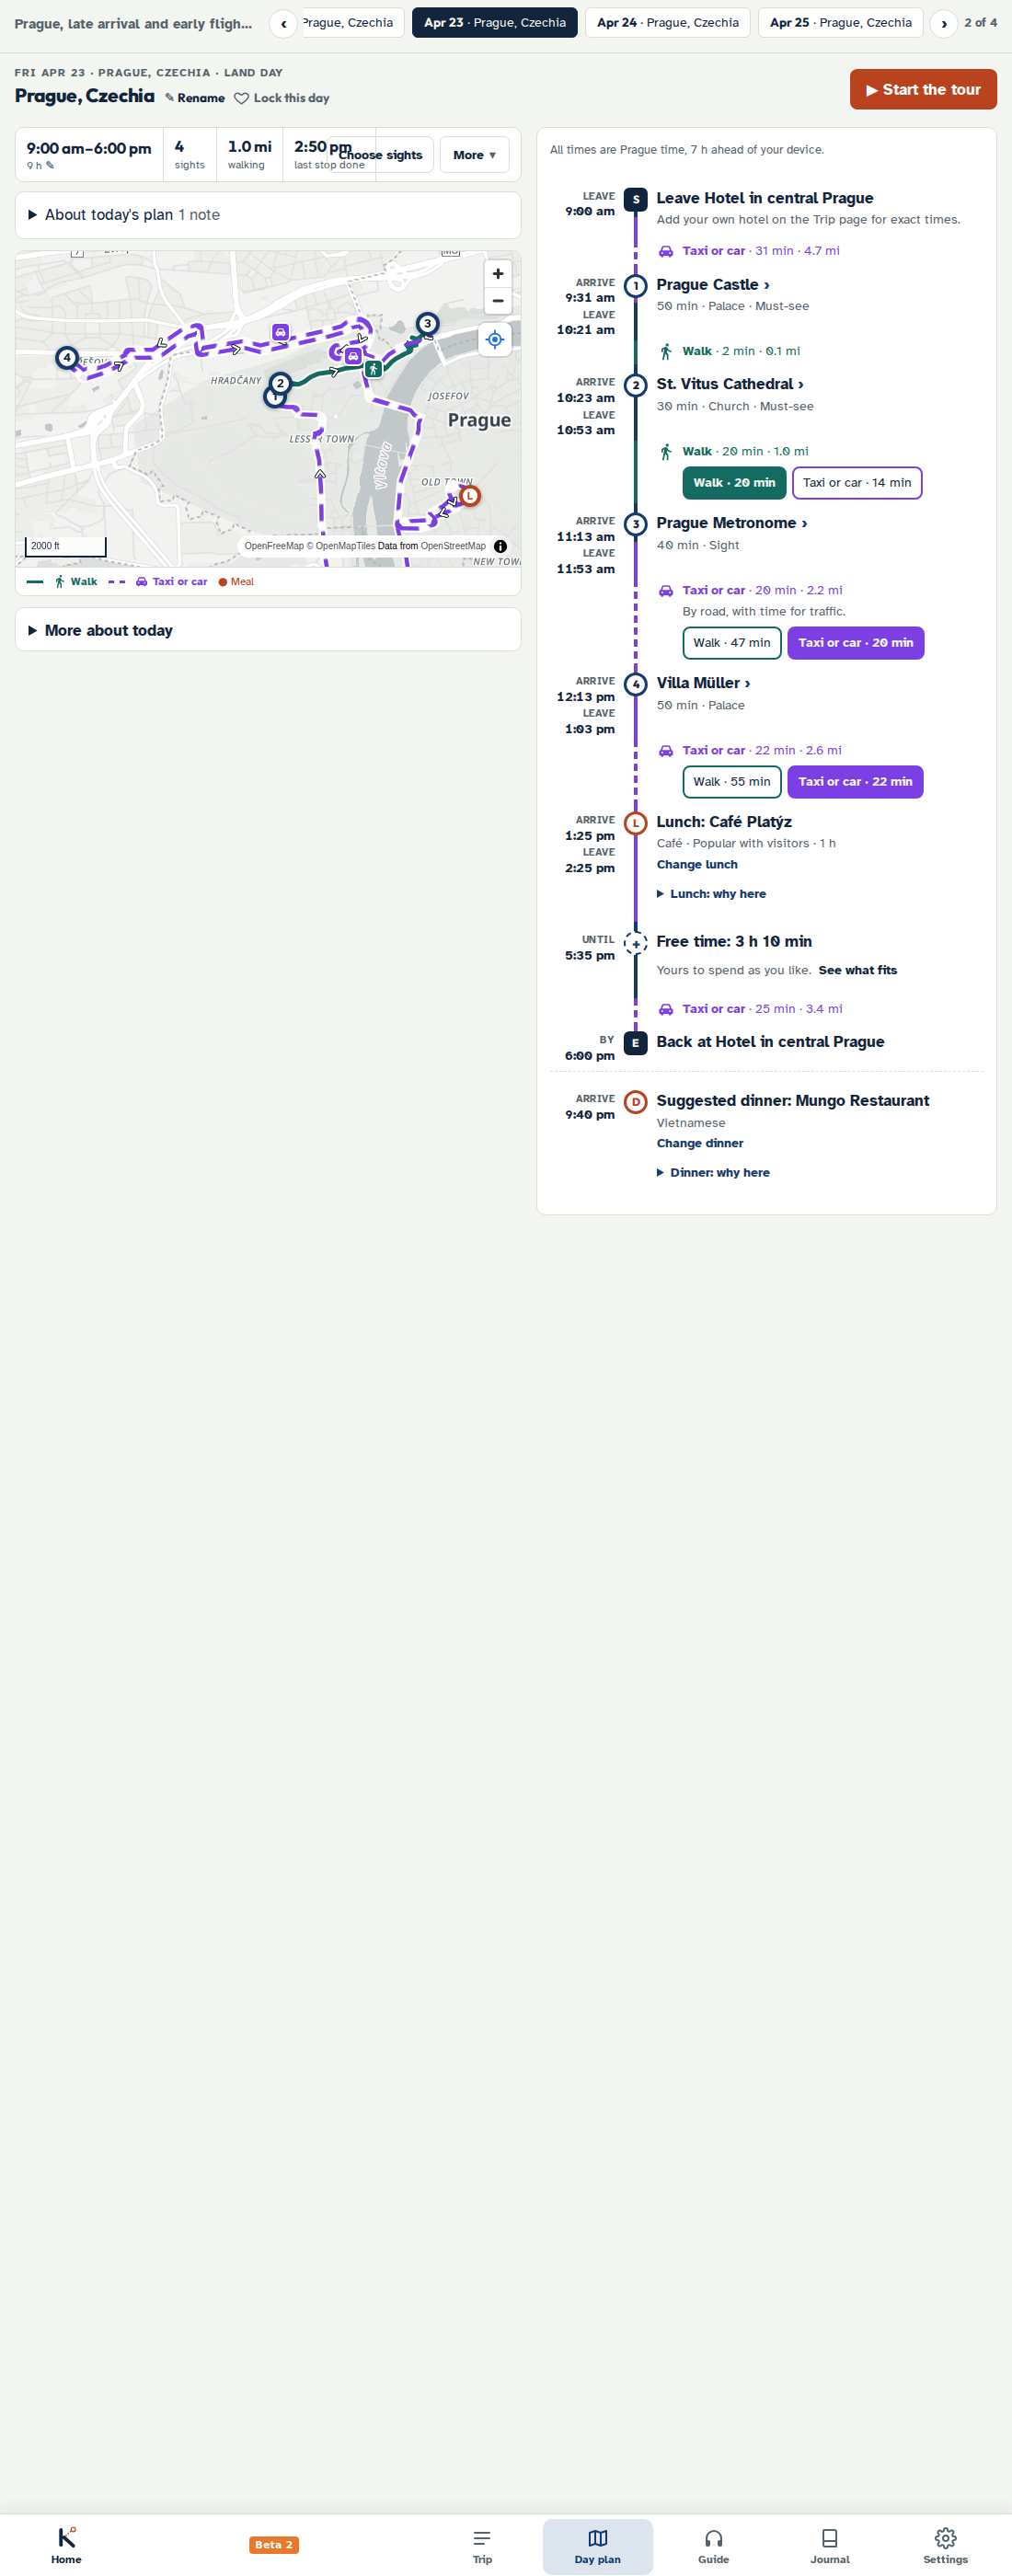 Prague, late arrival and early fligh...
‹
Prague, Czechia
Apr 23 · Prague, Czechia
Apr 24 · Prague, Czechia
Apr 25 · Prague, Czechia
›
2 of 4
FRI APR 23 · PRAGUE, CZECHIA · LAND DAY
Prague, Czechia
✎ Rename
Lock this day
▶ Start the tour
9:00 am–6:00 pm
9 h ✎
4
sights
1.0 mi
walking
2:50 pm
last stop done
Choose sights
More ▼
▶ About today's plan 1 note
HRADČANY
JOSEFOV
Prague
Vltava
OLD TOWN
NEW TOWN
+
−
1
2
3
4
L
2000 ft
OpenFreeMap © OpenMapTiles Data from OpenStreetMap
Walk
Taxi or car
Meal
▶ More about today
All times are Prague time, 7 h ahead of your device.
LEAVE
9:00 am
S
Leave Hotel in central Prague
Add your own hotel on the Trip page for exact times.
Taxi or car · 31 min · 4.7 mi
ARRIVE
9:31 am
LEAVE
10:21 am
1
Prague Castle ›
50 min · Palace · Must-see
Walk · 2 min · 0.1 mi
ARRIVE
10:23 am
LEAVE
10:53 am
2
St. Vitus Cathedral ›
30 min · Church · Must-see
Walk · 20 min · 1.0 mi
Walk · 20 min
Taxi or car · 14 min
ARRIVE
11:13 am
LEAVE
11:53 am
3
Prague Metronome ›
40 min · Sight
Taxi or car · 20 min · 2.2 mi
By road, with time for traffic.
Walk · 47 min
Taxi or car · 20 min
ARRIVE
12:13 pm
LEAVE
1:03 pm
4
Villa Müller ›
50 min · Palace
Taxi or car · 22 min · 2.6 mi
Walk · 55 min
Taxi or car · 22 min
ARRIVE
1:25 pm
LEAVE
2:25 pm
L
Lunch: Café Platýz
Café · Popular with visitors · 1 h
Change lunch
▶ Lunch: why here
UNTIL
5:35 pm
+
Free time: 3 h 10 min
Yours to spend as you like. See what fits
Taxi or car · 25 min · 3.4 mi
BY
6:00 pm
E
Back at Hotel in central Prague
ARRIVE
9:40 pm
D
Suggested dinner: Mungo Restaurant
Vietnamese
Change dinner
▶ Dinner: why here
Home
Beta 2
Trip
Day plan
Guide
Journal
Settings